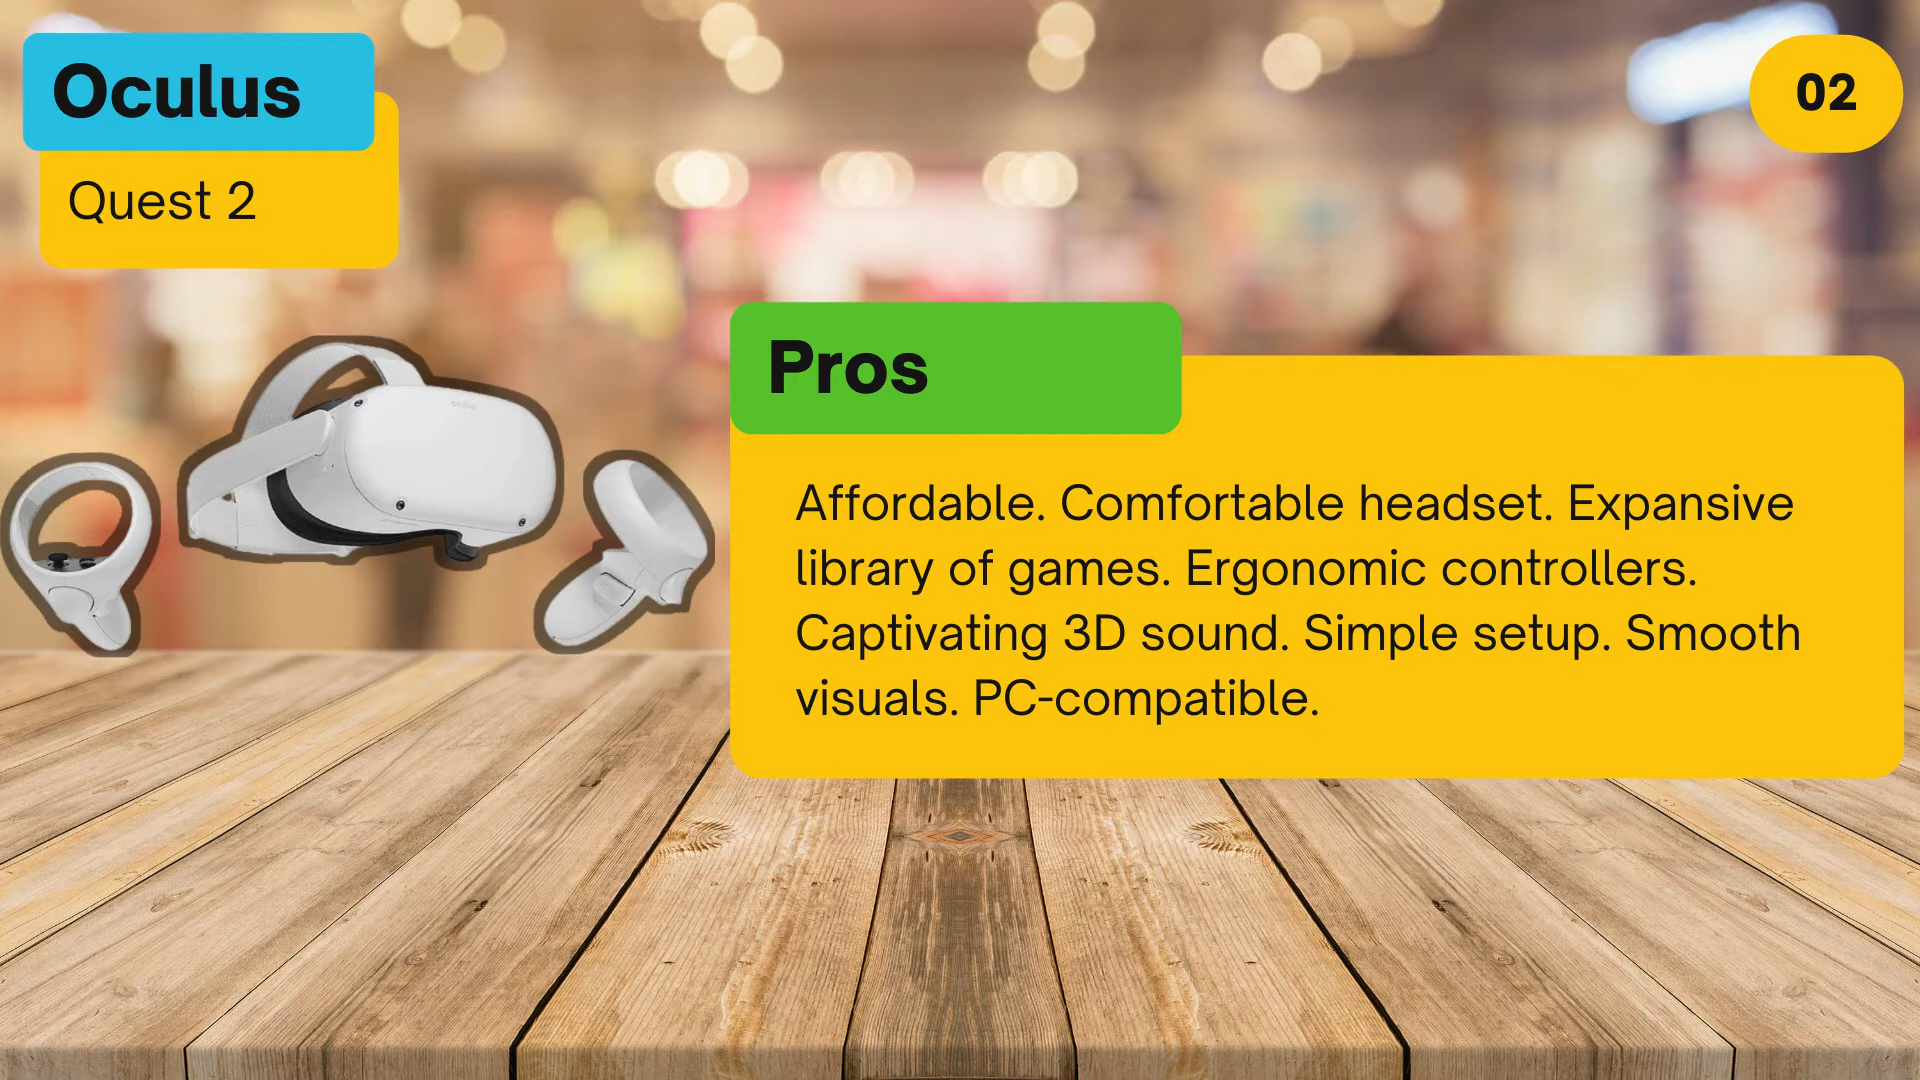 Oculus
02
Quest 2
Pros
Affordable. Comfortable headset. Expansive
library of games. Ergonomic controllers.
Captivating 3D sound. Simple setup. Smooth
visuals. PC-compatible.